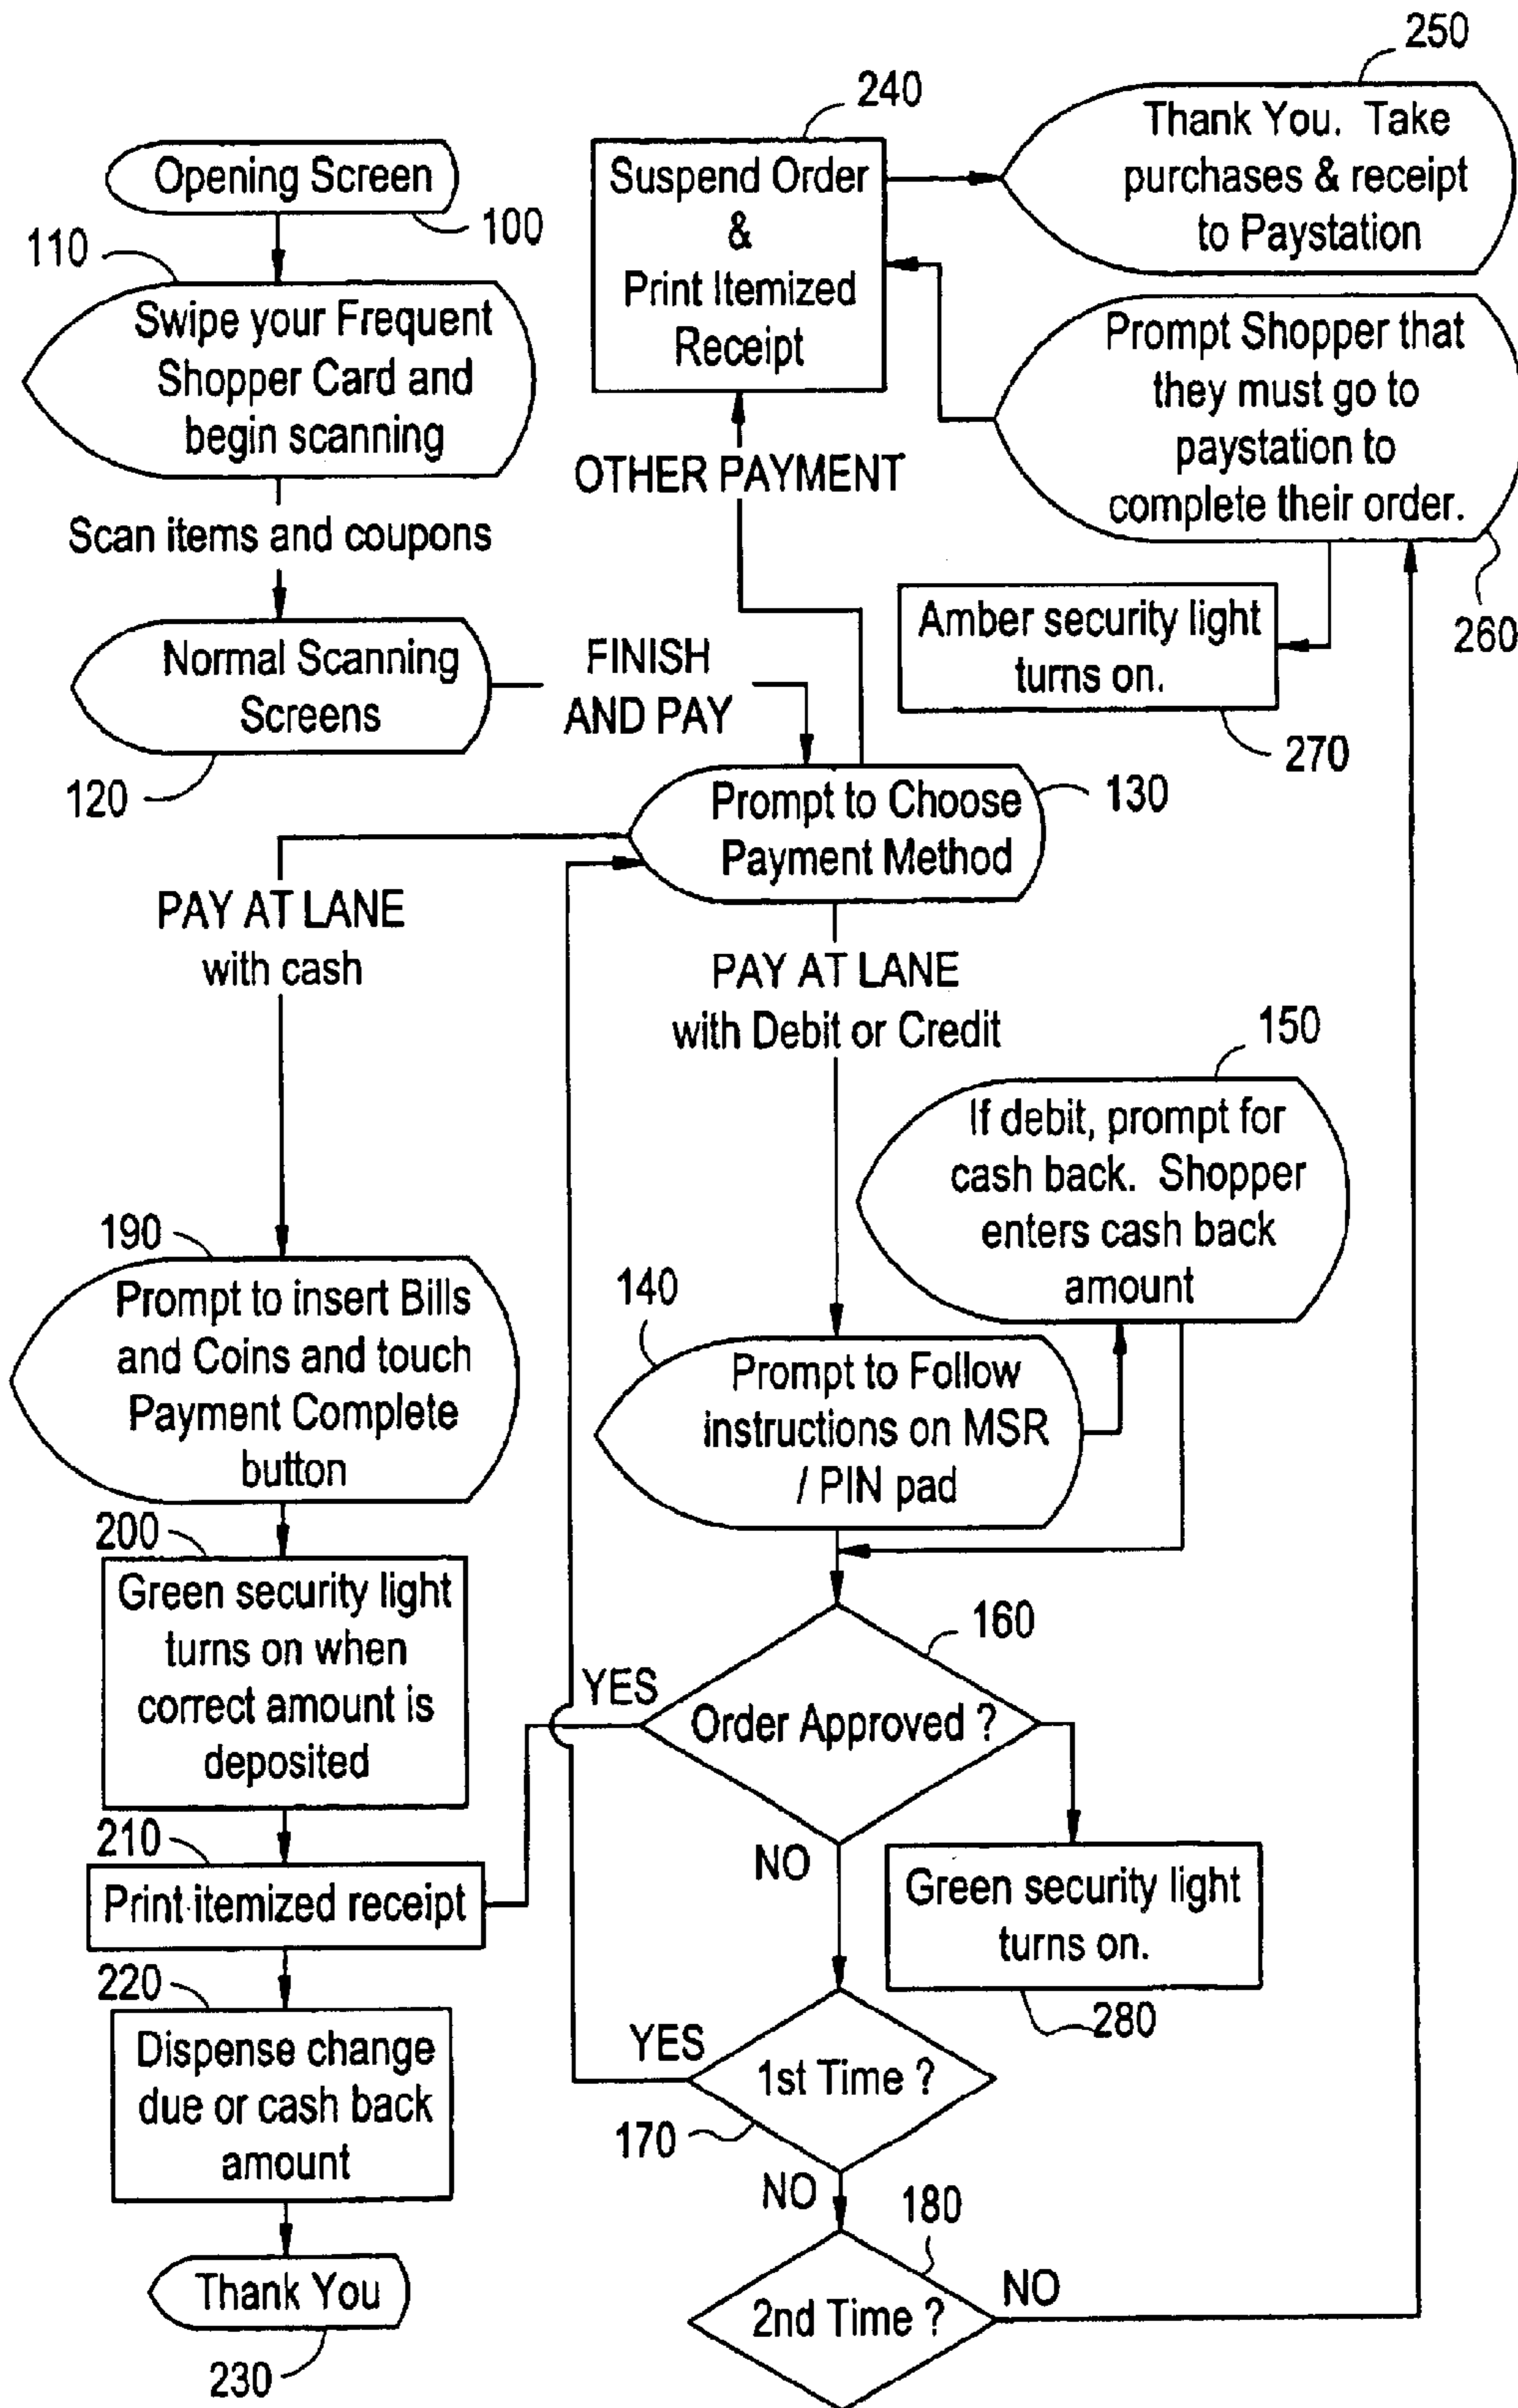 Opening Screen
100
110
Swipe your Frequent
Shopper Card and
begin scanning
Scan items and coupons
Normal Scanning
Screens
120
FINISH
AND PAY
240
Suspend Order
&
Print Itemized
Receipt
OTHER PAYMENT
250
Thank You. Take
purchases & receipt
to Paystation
Prompt Shopper that
they must go to
paystation to
complete their order.
260
Amber security light
turns on.
270
Prompt to Choose
Payment Method
130
PAY AT LANE
with cash
PAY AT LANE
with Debit or Credit
150
If debit, prompt for
cash back. Shopper
enters cash back
amount
140
Prompt to Follow
instructions on MSR
/ PIN pad
190
Prompt to insert Bills
and Coins and touch
Payment Complete
button
200
Green security light
turns on when
correct amount is
deposited
210
Print itemized receipt
220
Dispense change
due or cash back
amount
Thank You
230
160
YES
Order Approved ?
NO
Green security light
turns on.
280
YES
1st Time ?
170
NO
180
2nd Time ?
NO